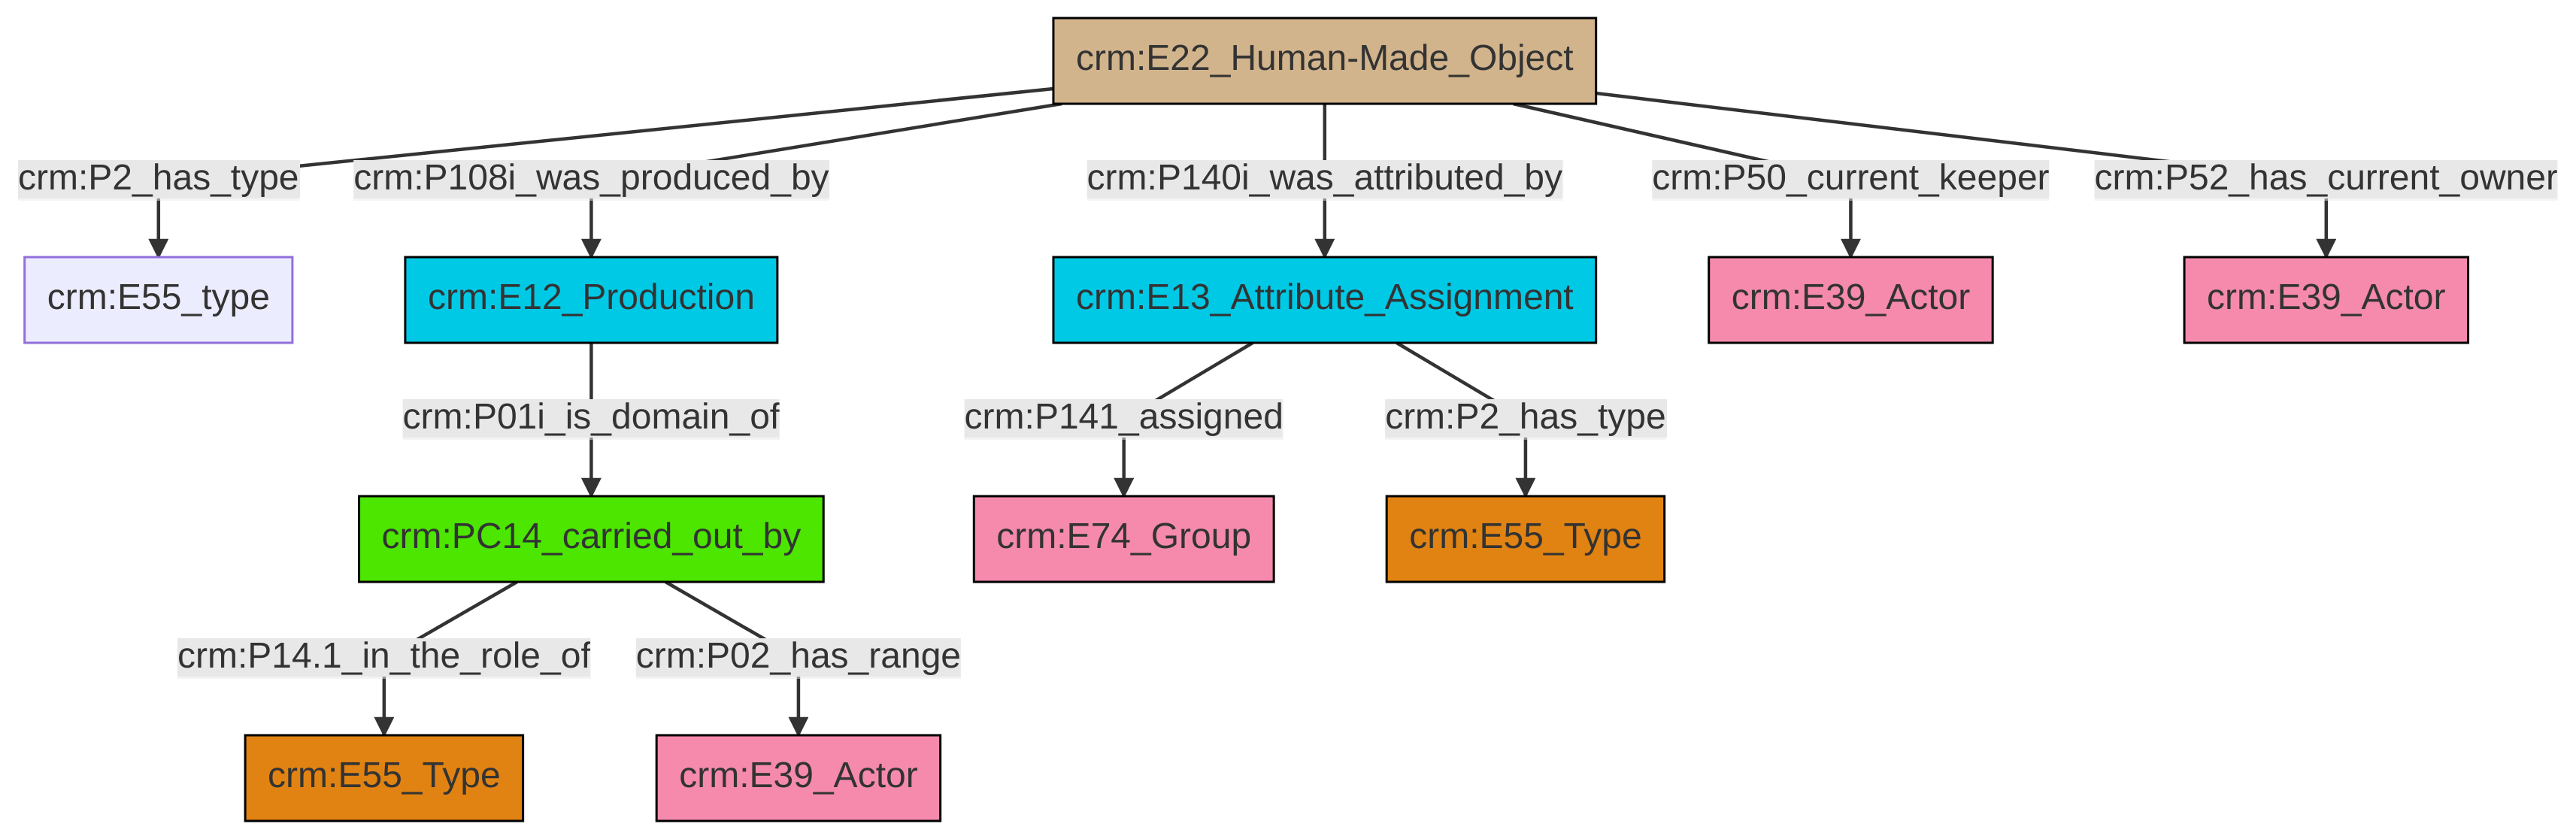 crm:E22_Human-Made_Object
crm:P2_has_type
crm:P108i_was_produced_by
crm:P140i_was_attributed_by
crm:P50_current_keeper
crm:P52_has_current_owner
crm:E55_type
crm:E12_Production
crm:E13_Attribute_Assignment
crm:E39_Actor
crm:E39_Actor
crm:P01i_is_domain_of
crm:P141_assigned
crm:P2_has_type
crm:PC14_carried_out_by
crm:E74_Group
crm:E55_Type
crm:P14.1_in_the_role_of
crm:P02_has_range
crm:E55_Type
crm:E39_Actor